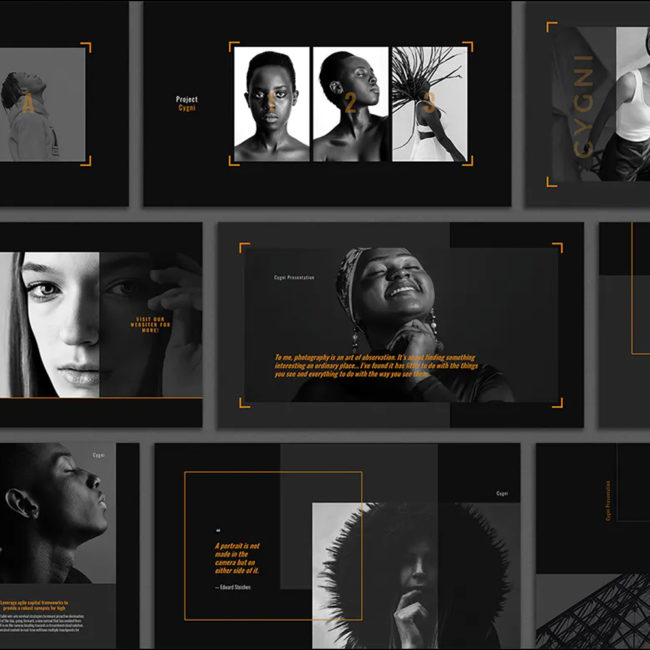 A
Project
Cygni
1
2
3
CYGNI
VISIT OUR
WEBSITER FOR
MORE!
Cygni Presentation
To me, photography is an art of observation. It's about finding something
interesting an ordinary place... I've found it has little to do with the things
you see and everything to do with the way you see them.
Cygni
Leverage agile capital frameworks to
provide a robust synopsis for high
“
A portrait is not
made in the
camera but on
either side of it.
— Edward Steichen
Cygni
Cygni Presentation